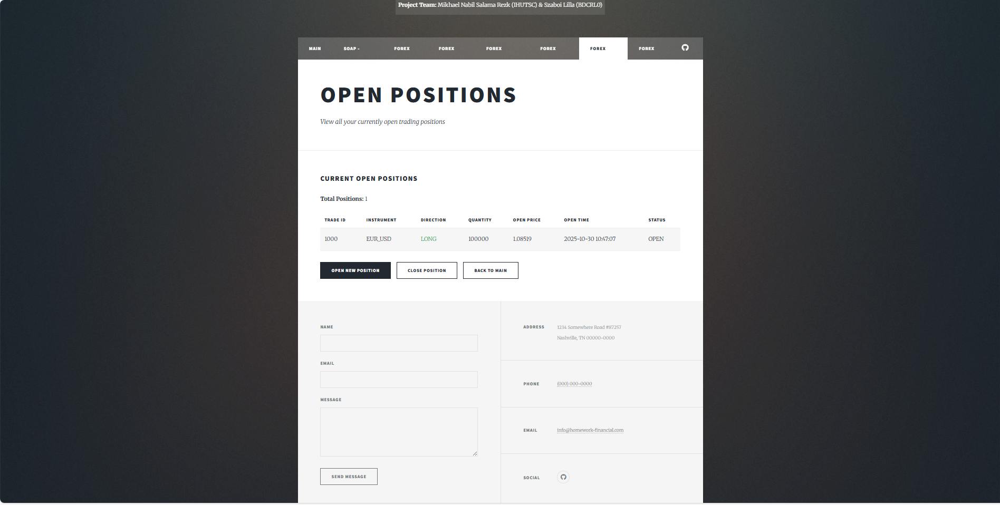 Project Team: Mikhael Nabil Salama Rezk (IHUTSC) & Szaboi Lilla (BDCRL0)
MAIN SOAP - FOREX FOREX FOREX FOREX FOREX FOREX
OPEN POSITIONS
View all your currently open trading positions
CURRENT OPEN POSITIONS
Total Positions: 1
TRADE ID INSTRUMENT DIRECTION QUANTITY OPEN PRICE OPEN TIME STATUS
1000 EUR_USD LONG 100000 1.08519 2025-10-30 10:47:07 OPEN
OPEN NEW POSITION CLOSE POSITION BACK TO MAIN
NAME
EMAIL
MESSAGE
SEND MESSAGE
ADDRESS 1234 Somewhere Road #87257
Nashville, TN 00000-0000
PHONE (000) 000-0000
EMAIL info@homework-financial.com
SOCIAL